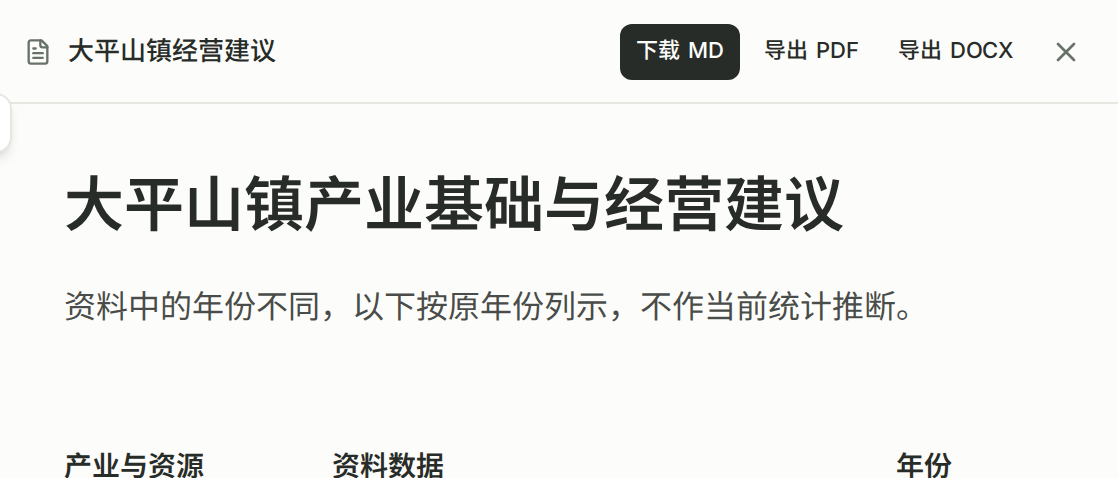 大平山镇经营建议 下载 MD 导出 PDF 导出 DOCX
大平山镇产业基础与经营建议
资料中的年份不同，以下按原年份列示，不作当前统计推断。
产业与资源 资料数据 年份